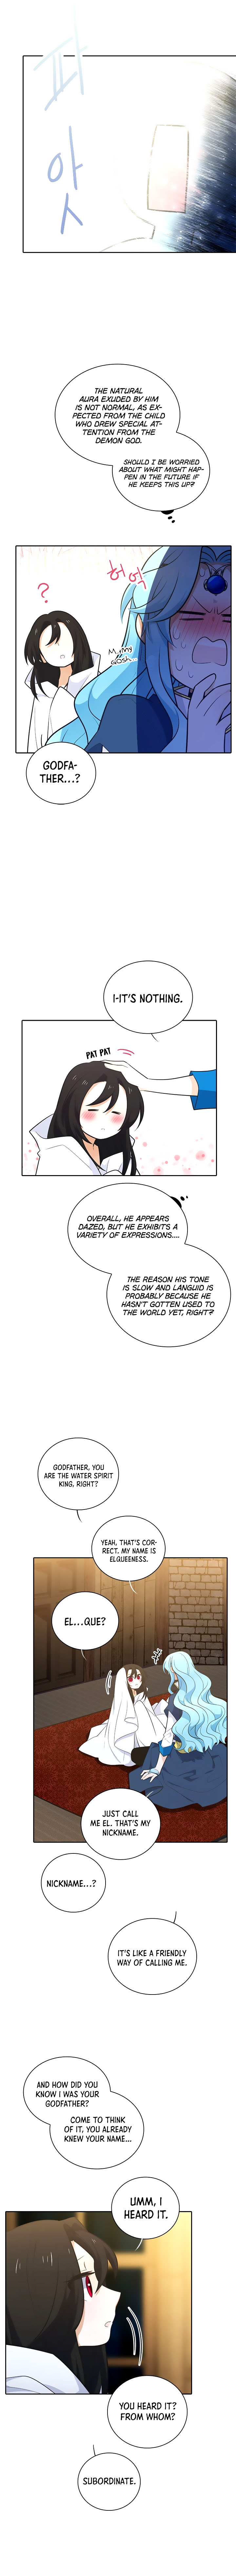 파
앗
THE NATURAL
AURA EXUDED BY HIM
IS NOT NORMAL, AS EX-
PECTED FROM THE CHILD
WHO DREW SPECIAL AT-
TENTION FROM THE
DEMON GOD.
SHOULD I BE WORRIED
ABOUT WHAT MIGHT HAP-
PEN IN THE FUTURE IF
HE KEEPS THIS UP?
?
허억
M...my
gosh...
GODFA-
THER...?
I-IT'S NOTHING.
PAT PAT
OVERALL, HE APPEARS
DAZED, BUT HE EXHIBITS A
VARIETY OF EXPRESSIONS....
THE REASON HIS TONE
IS SLOW AND LANGUID IS
PROBABLY BECAUSE HE
HASN'T GOTTEN USED TO
THE WORLD YET, RIGHT?
GODFATHER, YOU
ARE THE WATER SPIRIT
KING, RIGHT?
YEAH, THAT'S COR-
RECT. MY NAME IS
ELQUEENESS.
EL...QUE?
JUST CALL
ME EL. THAT'S MY
NICKNAME.
NICKNAME...?
IT'S LIKE A FRIENDLY
WAY OF CALLING ME.
AND HOW DID YOU
KNOW I WAS YOUR
GODFATHER?
COME TO THINK
OF IT, YOU ALREADY
KNEW YOUR NAME...
UMM, I
HEARD IT.
YOU HEARD IT?
FROM WHOM?
SUBORDINATE.